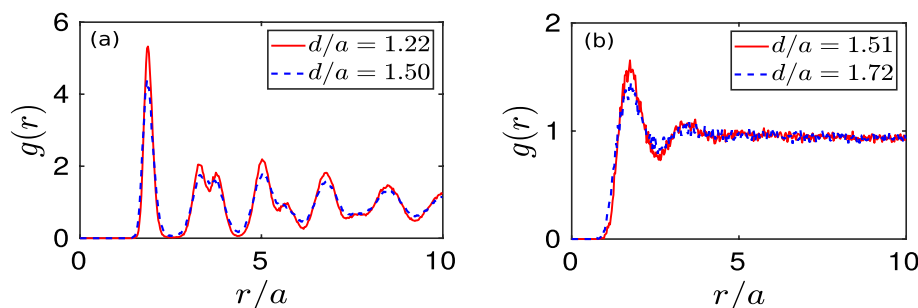 (a)
d/a = 1.22
d/a = 1.50
g(r)
6
4
2
0
0 5 10
r/a
(b)
d/a = 1.51
d/a = 1.72
g(r)
2
1
0
0 5 10
r/a